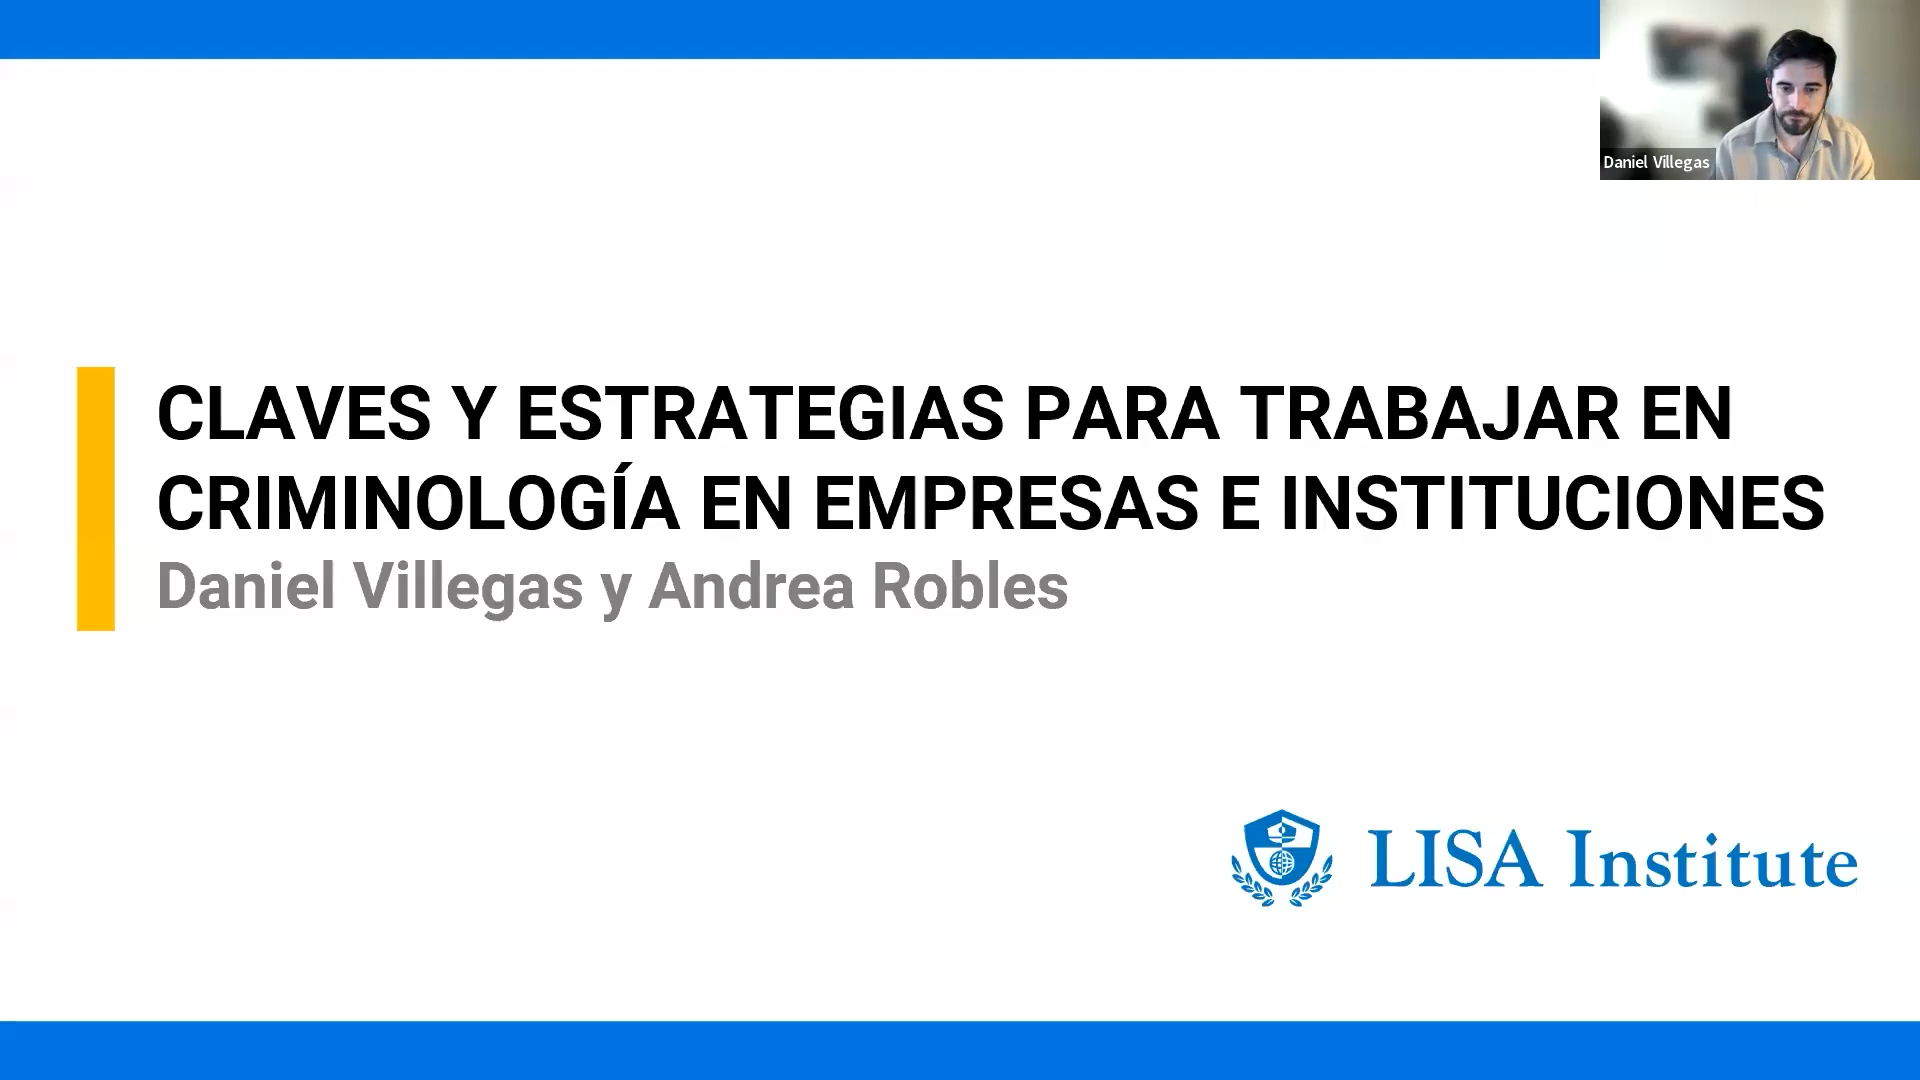 Daniel Villegas
CLAVES Y ESTRATEGIAS PARA TRABAJAR EN
CRIMINOLOGÍA EN EMPRESAS E INSTITUCIONES
Daniel Villegas y Andrea Robles
LISA Institute